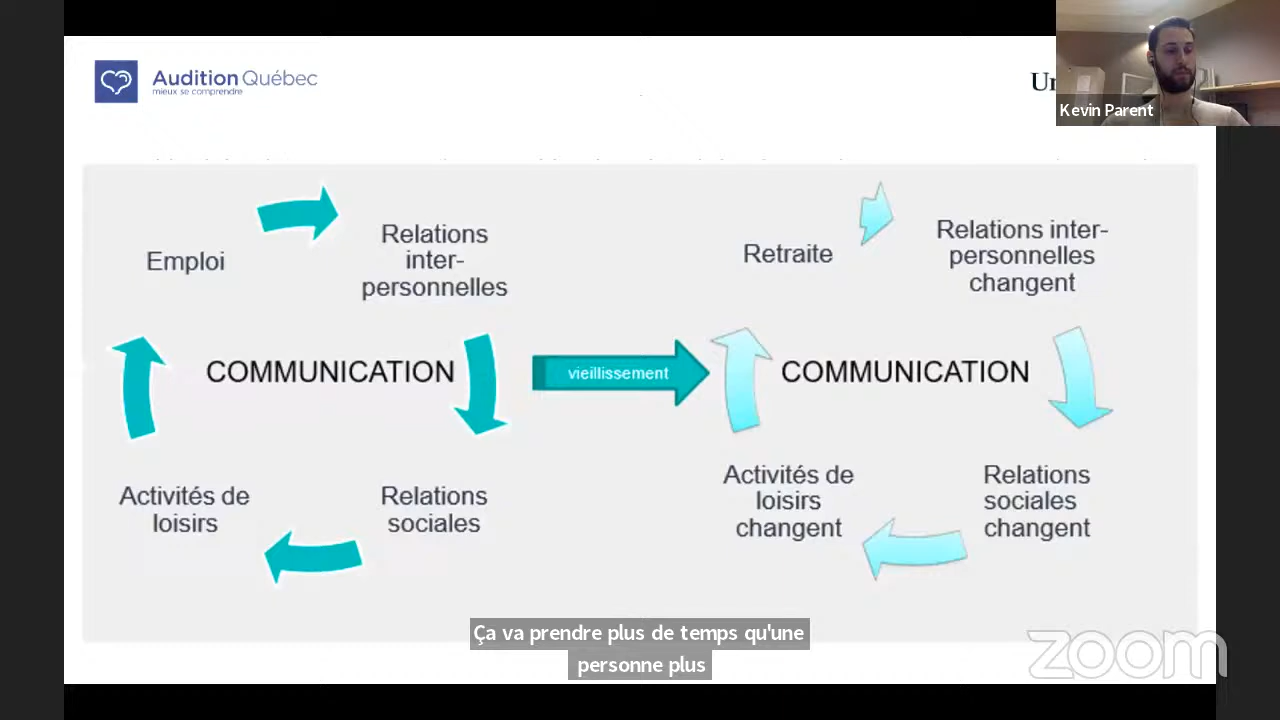 Audition Québec
mieux se comprendre
Kevin Parent
Emploi
Relations
inter-
personnelles
COMMUNICATION
Activités de
loisirs
Relations
sociales
vieillissement
Retraite
Relations inter-
personnelles
changent
COMMUNICATION
Activités de
loisirs
changent
Relations
sociales
changent
Ça va prendre plus de temps qu'une
personne plus
zoom